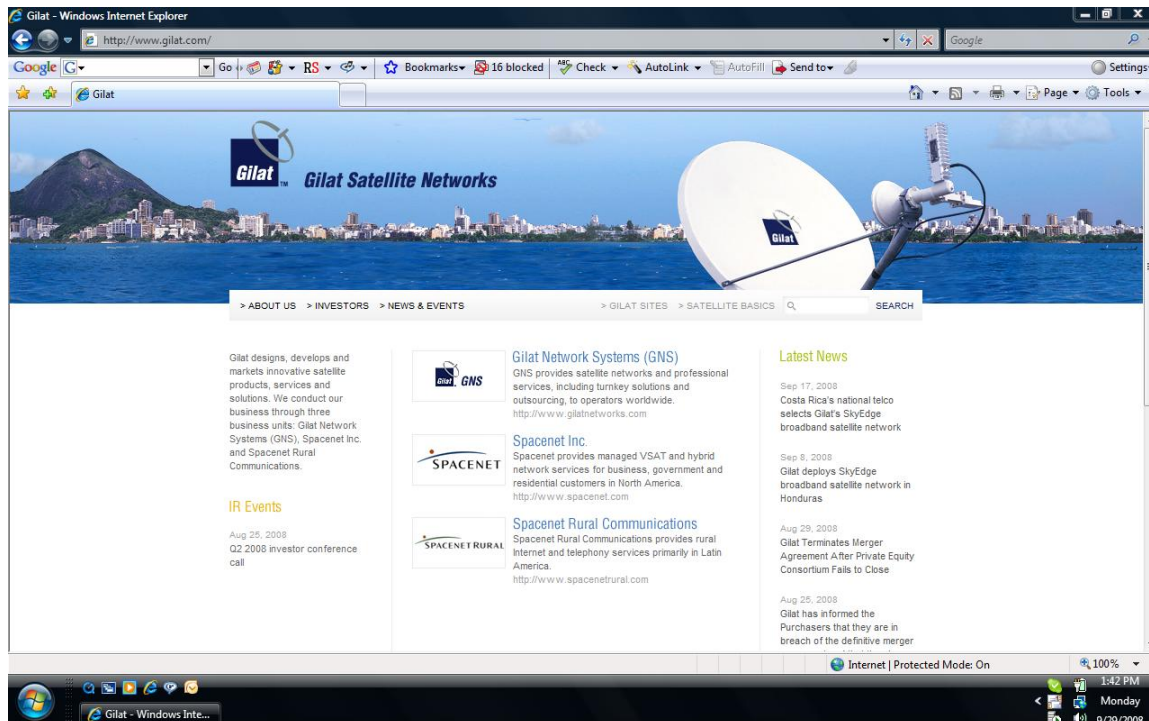 Gilat - Windows Internet Explorer
http://www.gilat.com/
Google
Google G
Go RS Bookmarks 16 blocked ABC Check AutoLink AutoFill Send to Settings
Gilat
Page Tools
Gilat TM Gilat Satellite Networks
Gilat
> ABOUT US > INVESTORS > NEWS & EVENTS > GILAT SITES > SATELLITE BASICS SEARCH
Gilat designs, develops and
markets innovative satellite
products, services and
solutions. We conduct our
business through three
business units: Gilat Network
Systems (GNS), Spacenet Inc.
and Spacenet Rural
Communications.
IR Events
Aug 25, 2008
Q2 2008 investor conference
call
Gilat GNS
Gilat Network Systems (GNS)
GNS provides satellite networks and professional
services, including turnkey solutions and
outsourcing, to operators worldwide.
http://www.gilatnetworks.com
SPACENET
Spacenet Inc.
Spacenet provides managed VSAT and hybrid
network services for business, government and
residential customers in North America.
http://www.spacenet.com
SPACENET RURAL
Spacenet Rural Communications
Spacenet Rural Communications provides rural
Internet and telephony services primarily in Latin
America.
http://www.spacenetrural.com
Latest News
Sep 17, 2008
Costa Rica's national telco
selects Gilat's SkyEdge
broadband satellite network
Sep 8, 2008
Gilat deploys SkyEdge
broadband satellite network in
Honduras
Aug 29, 2008
Gilat Terminates Merger
Agreement After Private Equity
Consortium Fails to Close
Aug 25, 2008
Gilat has informed the
Purchasers that they are in
breach of the definitive merger
Internet | Protected Mode: On 100%
Gilat - Windows Inte...
1:42 PM
Monday
9/29/2008